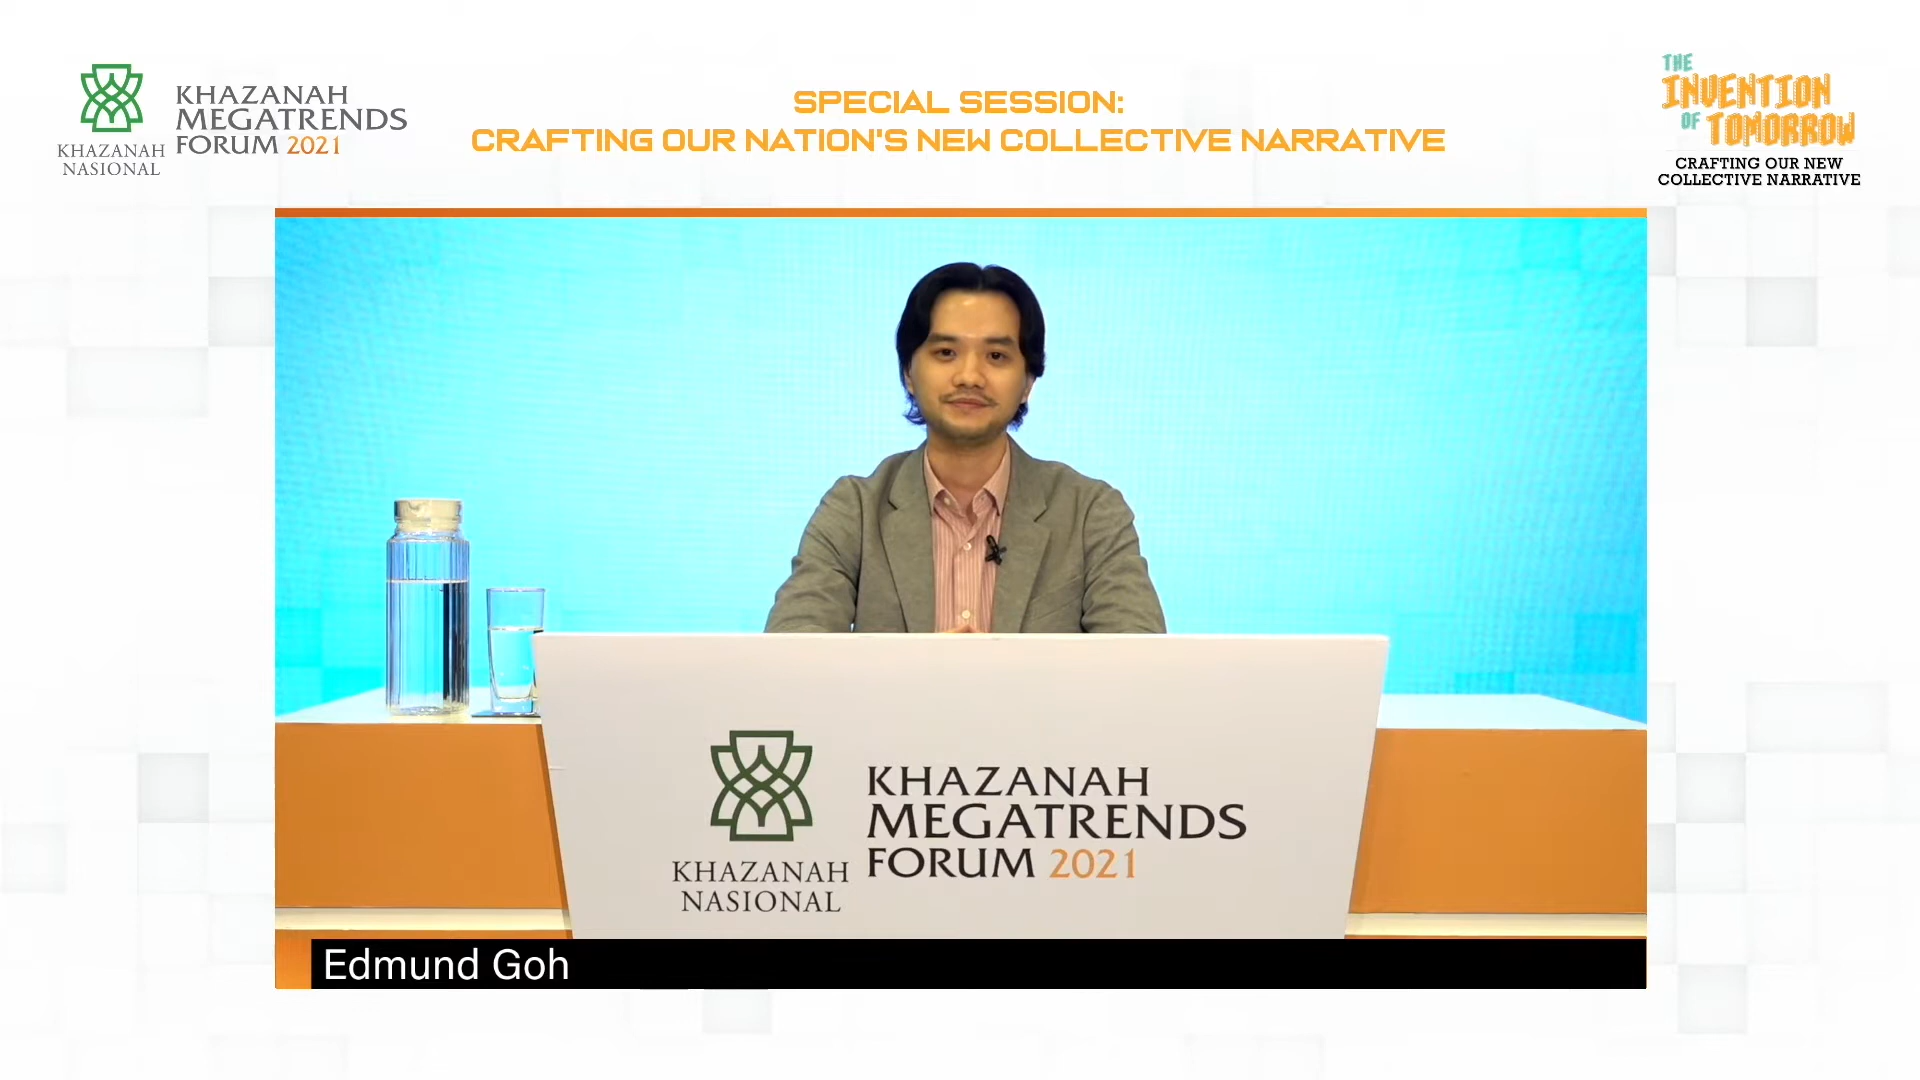 KHAZANAH
NASIONAL
KHAZANAH
MEGATRENDS
FORUM 2021
SPECIAL SESSION:
CRAFTING OUR NATION'S NEW COLLECTIVE NARRATIVE
THE
INVENTION
OF
TOMORROW
CRAFTING OUR NEW
COLLECTIVE NARRATIVE
KHAZANAH
NASIONAL
KHAZANAH
MEGATRENDS
FORUM 2021
Edmund Goh